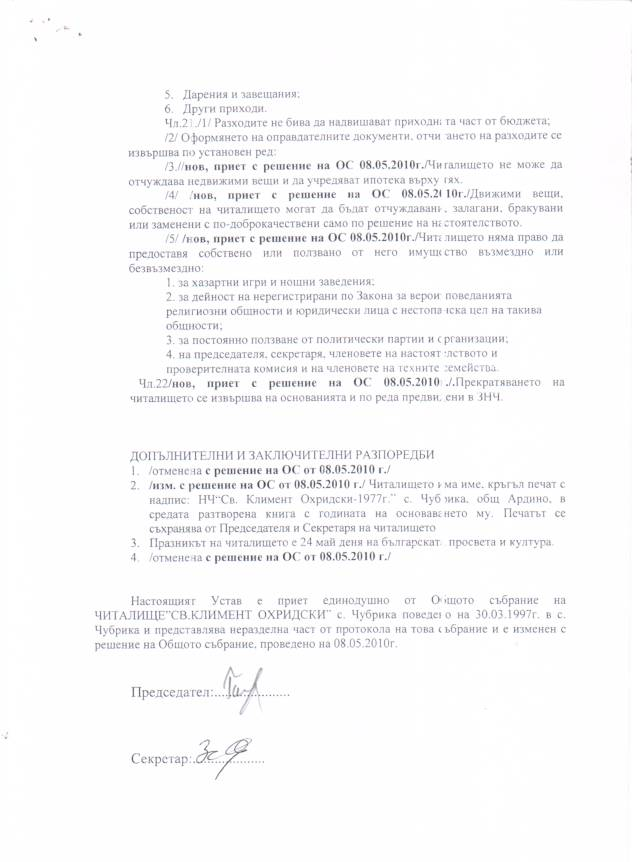 5. Дарения и завещания;
6. Други приходи.
Чл.21./1/ Разходите не бива да надвишават приходната част от бюджета;
/2/ Оформянето на оправдателните документи, отчитането на разходите се
извършва по установен ред:
/3.//нов, приет с решение на ОС 08.05.2010г./Читалището не може да
отчуждава недвижими вещи и да учредяват ипотека върху тях.
/4/ /нов, приет с решение на ОС 08.05.2010г./Движими вещи,
собственост на читалището могат да бъдат отчуждавани, залагани, бракувани
или заменени с по-доброкачествени само по решение на настоятелството.
/5/ /нов, приет с решение на ОС 08.05.2010г./Читалището няма право да
предоставя собствено или ползвано от него имущество възмездно или
безвъзмездно:
1. за хазартни игри и нощни заведения;
2. за дейност на нерегистрирани по Закона за вероизповеданията
религиозни общности и юридически лица с нестопанска цел на такива
общности;
3. за постоянно ползване от политически партии и организации;
4. на председателя, секретаря, членовете на настоятелството и
проверителната комисия и на членовете на техните семейства.
Чл.22/нов, приет с решение на ОС 08.05.2010г./.Прекратяването на
читалището се извършва на основанията и по реда предвидени в ЗНЧ.
ДОПЪЛНИТЕЛНИ И ЗАКЛЮЧИТЕЛНИ РАЗПОРЕДБИ
1. /отменена с решение на ОС от 08.05.2010 г./
2. /изм. с решение на ОС от 08.05.2010 г./ Читалището има име, кръгъл печат с
надпис: НЧ“Св. Климент Охридски-1977г.” с. Чубрика, общ Ардино, в
средата разтворена книга с годината на основаването му. Печатът се
съхранява от Председателя и Секретаря на читалището
3. Празникът на читалището е 24 май деня на българската просвета и култура.
4. /отменена с решение на ОС от 08.05.2010 г./
Настоящият Устав е приет единодушно от Общото събрание на
ЧИТАЛИЩЕ”СВ.КЛИМЕНТ ОХРИДСКИ” с. Чубрика поведено на 30.03.1997г. в с.
Чубрика и представлява неразделна част от протокола на това събрание и е изменен с
решение на Общото събрание, проведено на 08.05.2010г.
Председател:...................
Секретар:...................